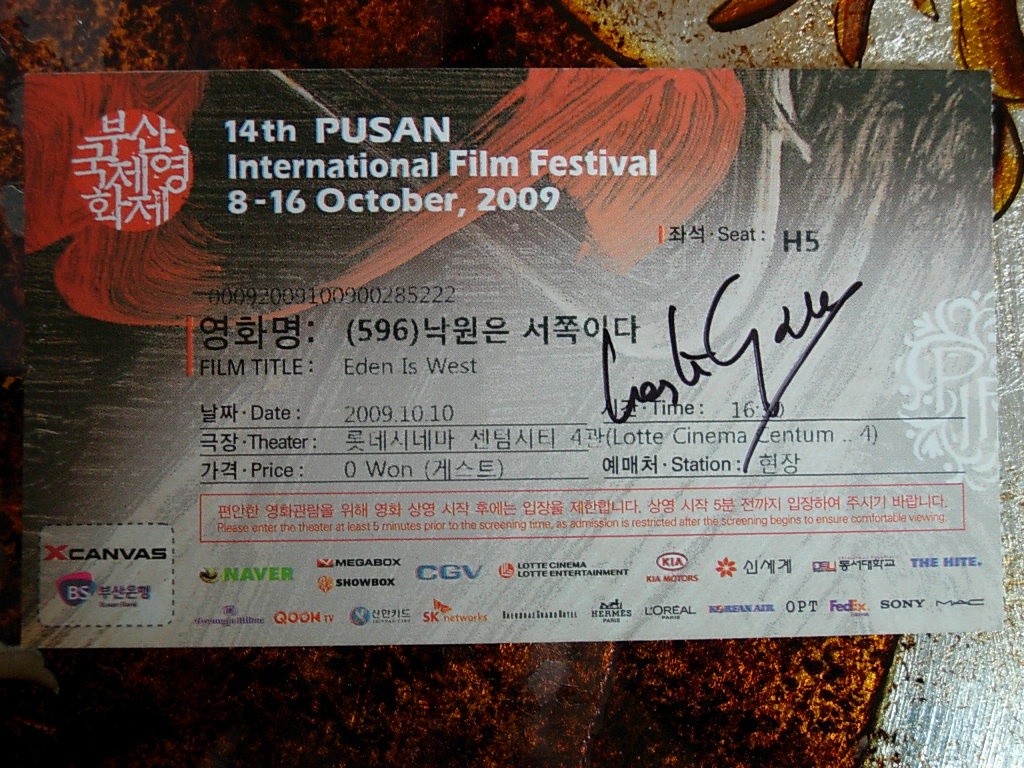 부산
국제영
화제
14th PUSAN
International Film Festival
8-16 October, 2009
좌석·Seat : H5
00092009100900285222
영화명: (596)낙원은 서쪽이다
FILM TITLE : Eden Is West
날짜·Date : 2009.10.10
시간·Time : 16:
극장·Theater : 롯데시네마 센텀시티 4관(Lotte Cinema Centum .. 4)
가격·Price : 0 Won (게스트)
예매처·Station : 현장
편안한 영화관람을 위해 영화 상영 시작 후에는 입장을 제한합니다. 상영 시작 5분 전까지 입장하여 주시기 바랍니다.
Please enter the theater at least 5 minutes prior to the screening time, as admission is restricted after the screening begins to ensure comfortable viewing.
XCANVAS
BS 부산은행
NAVER
MEGABOX
SHOWBOX
CGV
LOTTE CINEMA
LOTTE ENTERTAINMENT
KIA
KIA MOTORS
신세계
동서대학교
THE HITE.
QOOK TV
신한카드
SK networks
HERMÈS
PARIS
L'ORÉAL
PARIS
KOREAN AIR
OPT
FedEx
SONY
MAC